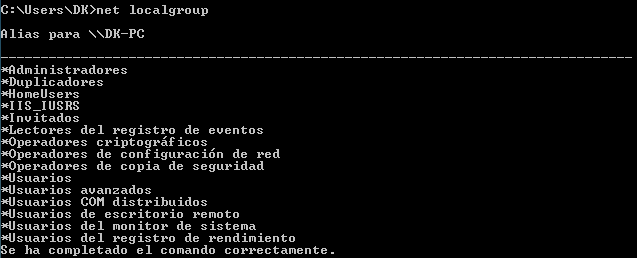 C:\Users\DK>net localgroup
Alias para \\DK-PC
-------------------------------------------------------------------------------
*Administradores
*Duplicadores
*HomeUsers
*IIS_IUSRS
*Invitados
*Lectores del registro de eventos
*Operadores criptográficos
*Operadores de configuración de red
*Operadores de copia de seguridad
*Usuarios
*Usuarios avanzados
*Usuarios COM distribuidos
*Usuarios de escritorio remoto
*Usuarios del monitor de sistema
*Usuarios del registro de rendimiento
Se ha completado el comando correctamente.